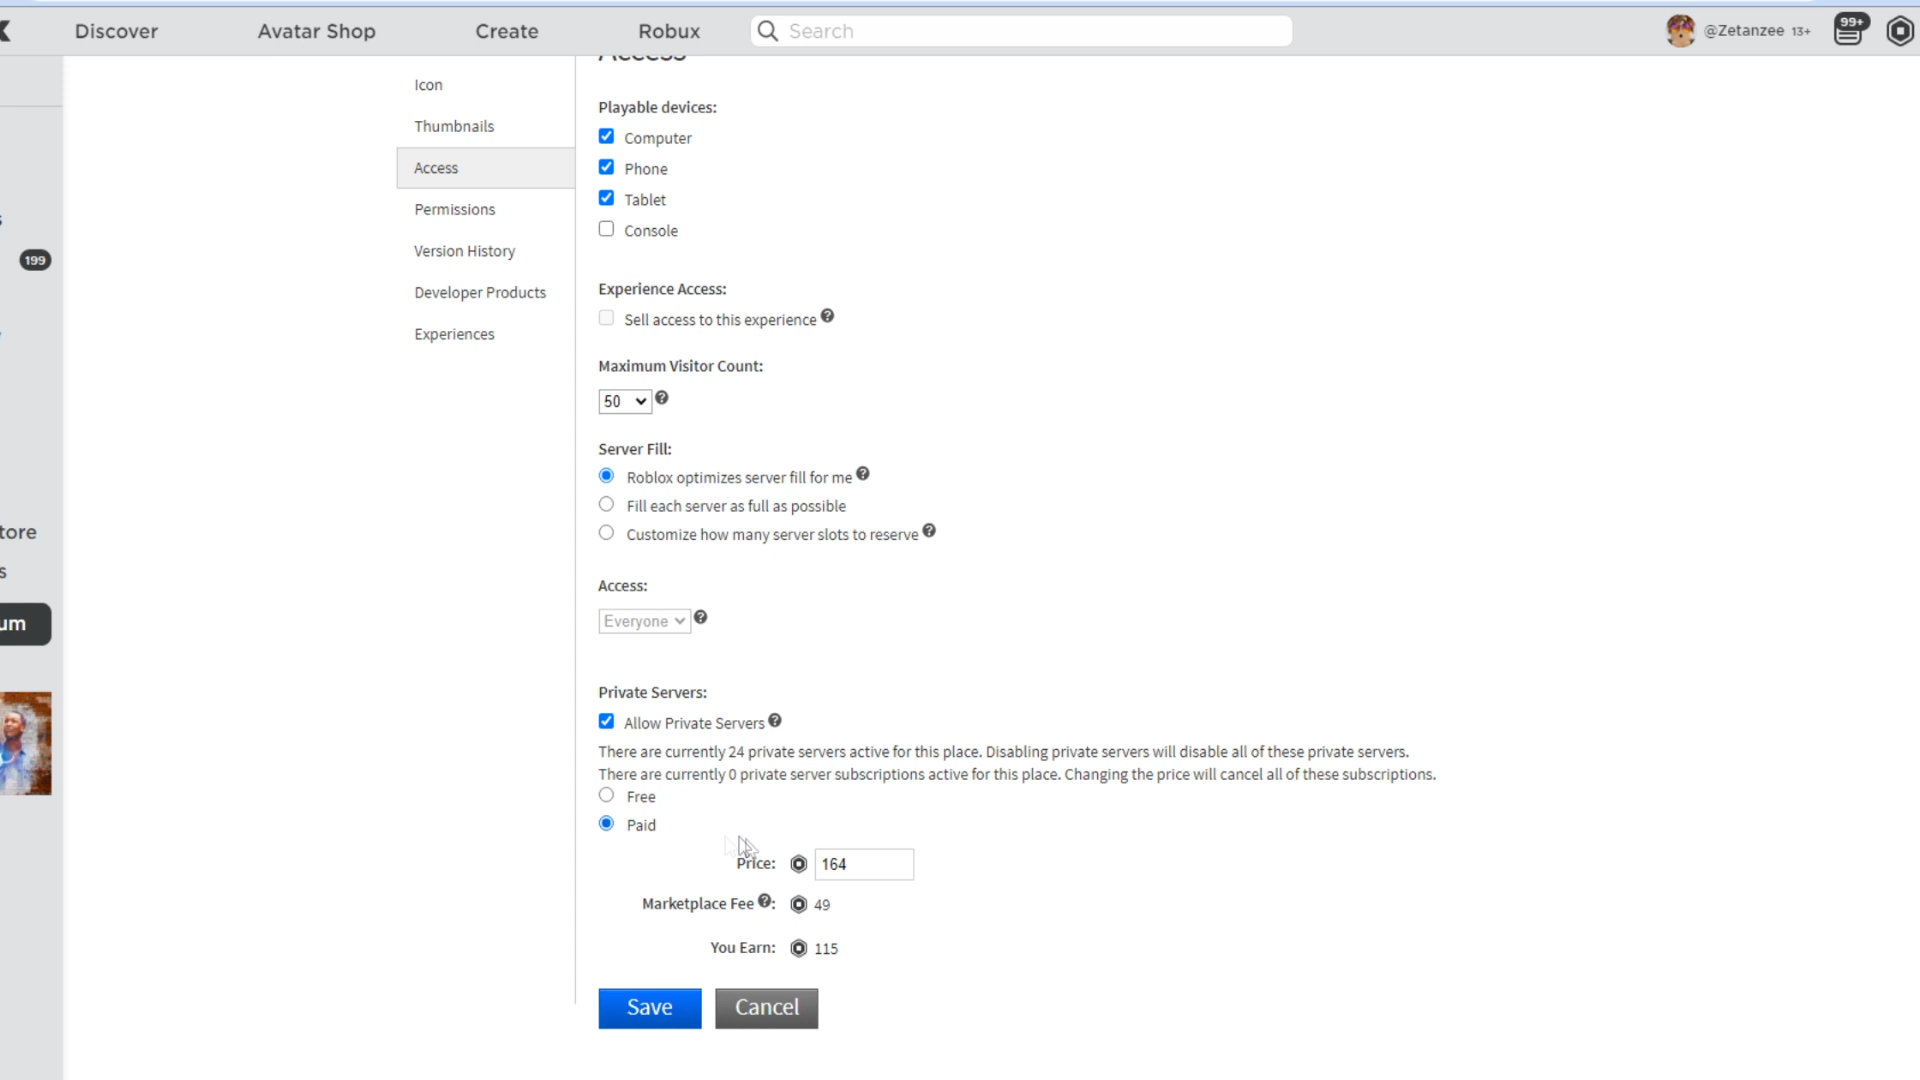 Discover
Avatar Shop
Create
Robux
Search
@Zetanzee 13+
99+
Access
Icon
Thumbnails
Access
Permissions
Version History
Developer Products
Experiences
199
tore
s
um
Playable devices:
Computer
Phone
Tablet
Console
Experience Access:
Sell access to this experience ?
Maximum Visitor Count:
50 ?
Server Fill:
Roblox optimizes server fill for me ?
Fill each server as full as possible
Customize how many server slots to reserve ?
Access:
Everyone ?
Private Servers:
Allow Private Servers ?
There are currently 24 private servers active for this place. Disabling private servers will disable all of these private servers.
There are currently 0 private server subscriptions active for this place. Changing the price will cancel all of these subscriptions.
Free
Paid
Price: 164
Marketplace Fee ?: 49
You Earn: 115
Save
Cancel